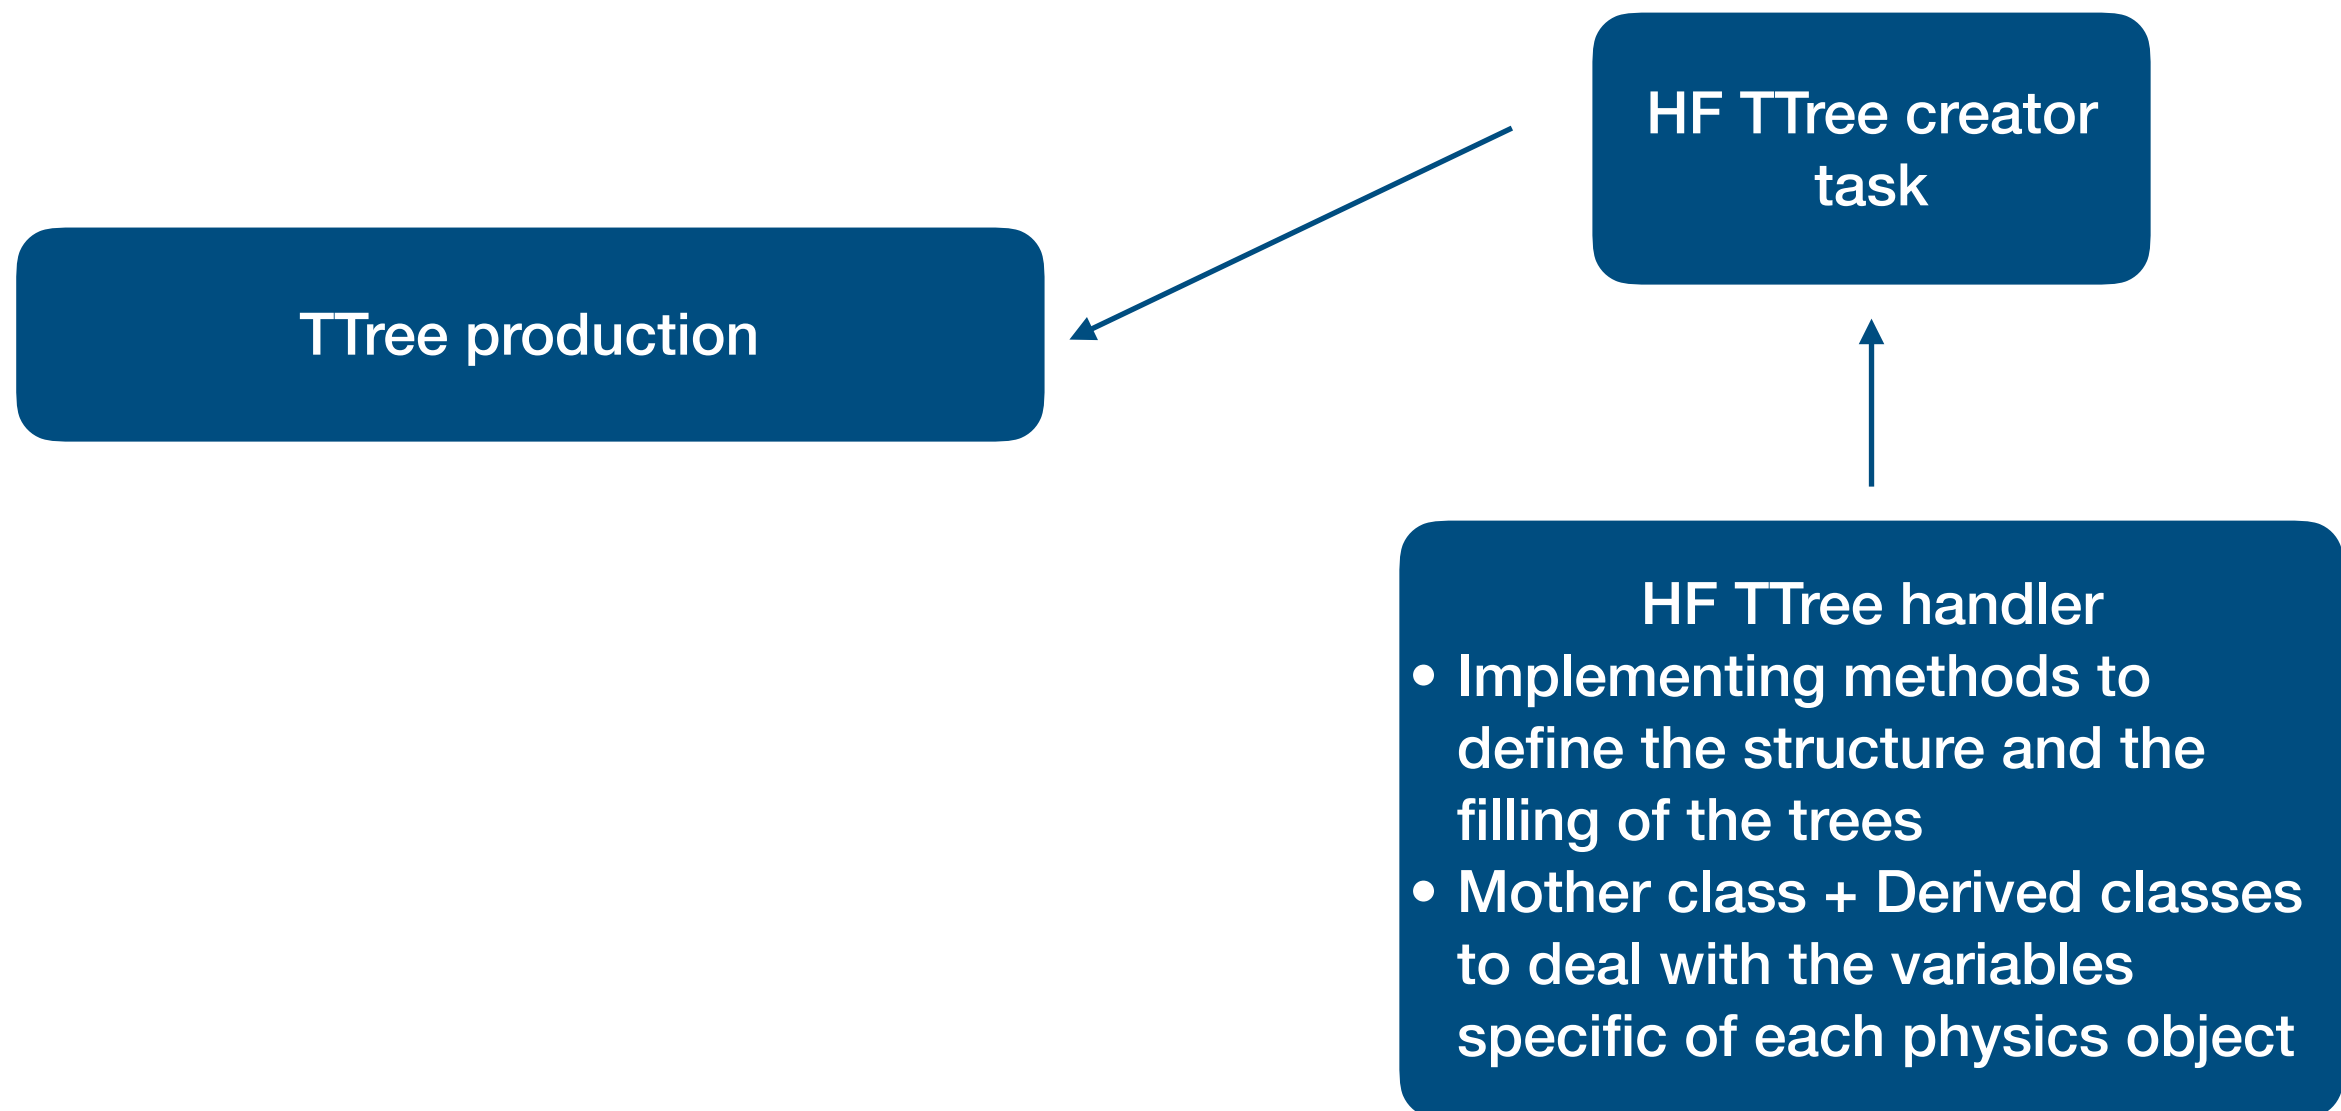 HF TTree creator
task
TTree production
HF TTree handler
• Implementing methods to
define the structure and the
filling of the trees
• Mother class + Derived classes
to deal with the variables
specific of each physics object